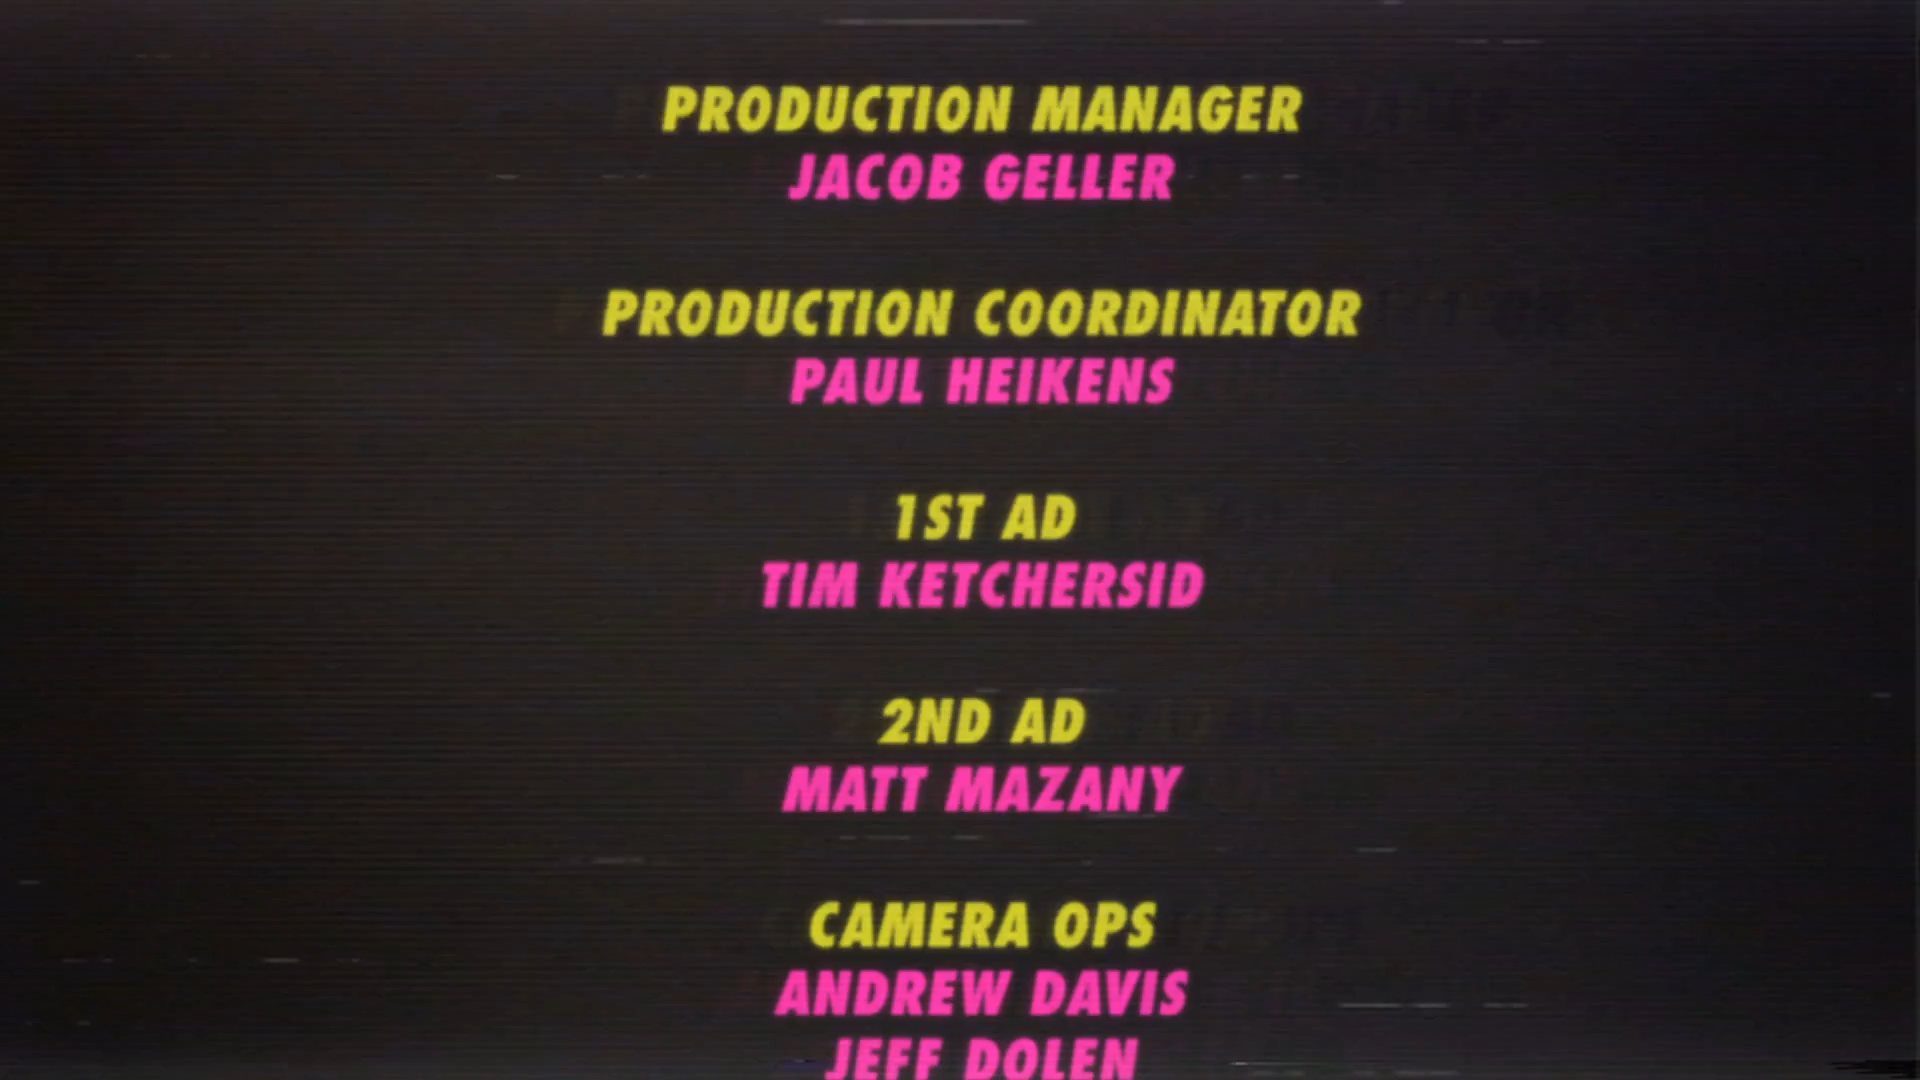 PRODUCTION MANAGER
JACOB GELLER
PRODUCTION COORDINATOR
PAUL HEIKENS
1ST AD
TIM KETCHERSID
2ND AD
MATT MAZANY
CAMERA OPS
ANDREW DAVIS
JEFF DOLEN